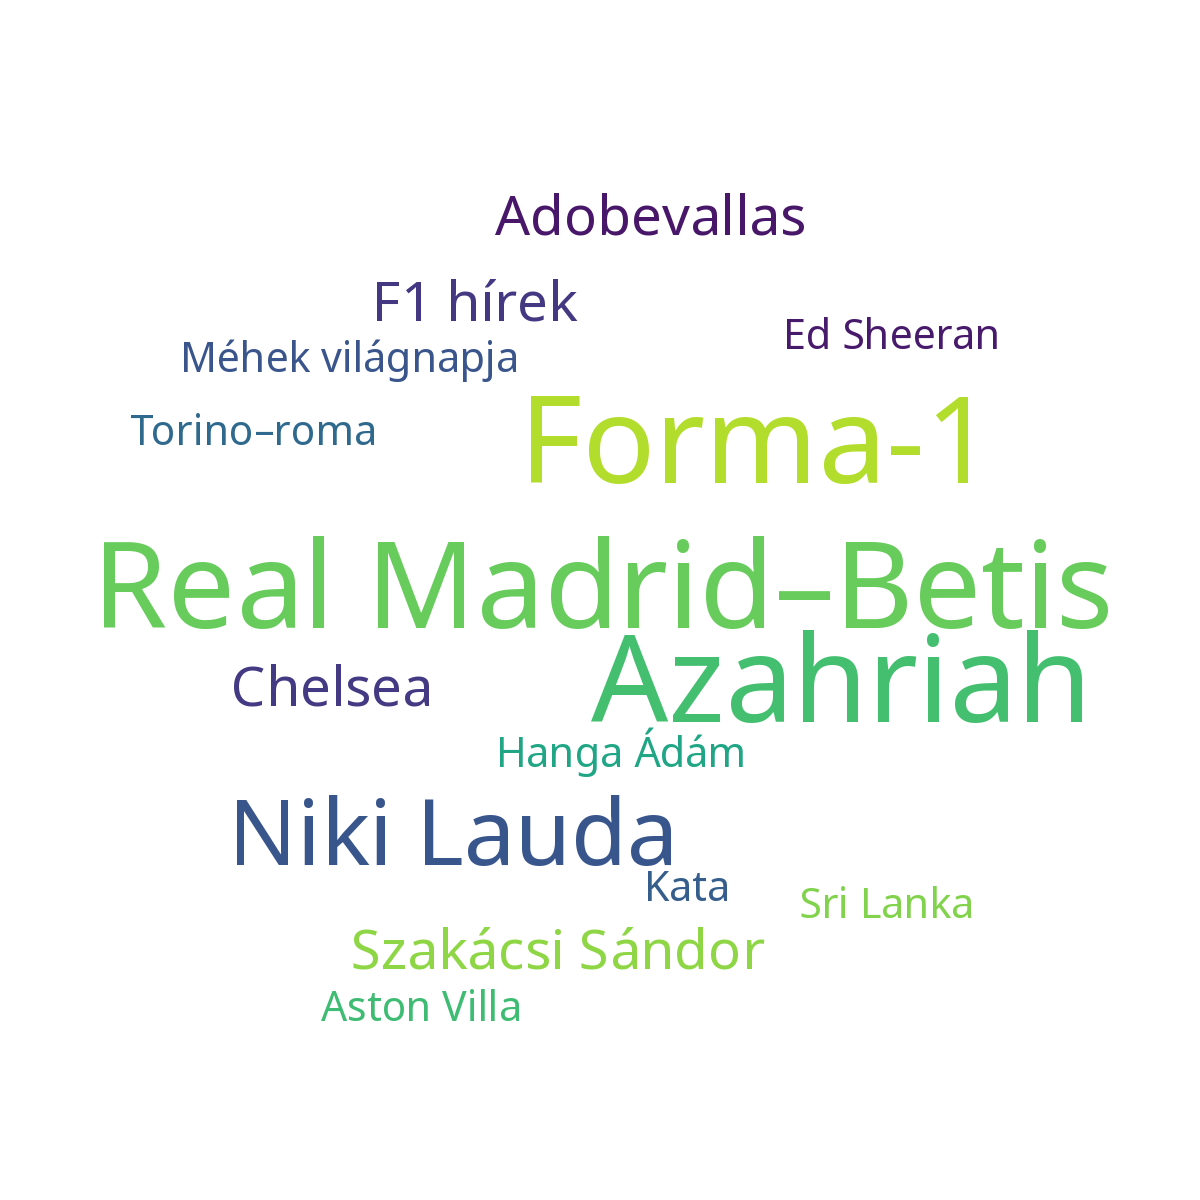 Adobevallas
F1 hírek
Ed Sheeran
Méhek világnapja
Torino–roma
Forma-1
Real Madrid–Betis
Azahriah
Chelsea
Hanga Ádám
Niki Lauda
Kata
Sri Lanka
Szakácsi Sándor
Aston Villa